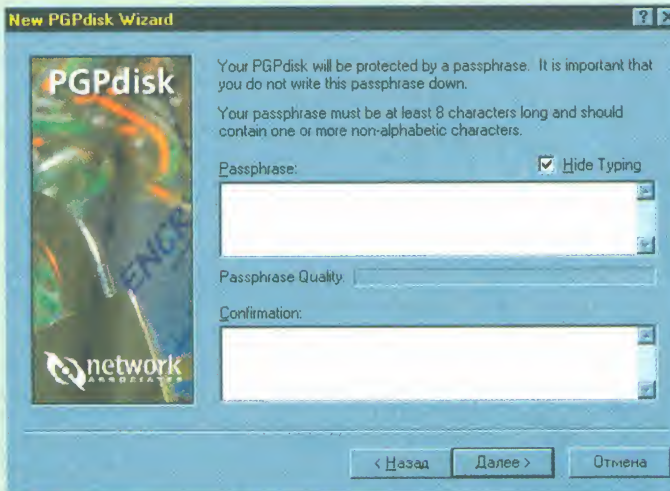 New PGPdisk Wizard
PGPdisk
ENCR
network
ASSOCIATES
Your PGPdisk will be protected by a passphrase. It is important that
you do not write this passphrase down.
Your passphrase must be at least 8 characters long and should
contain one or more non-alphabetic characters.
Passphrase:
Hide Typing
Passphrase Quality:
Confirmation:
< Назад
Далее >
Отмена